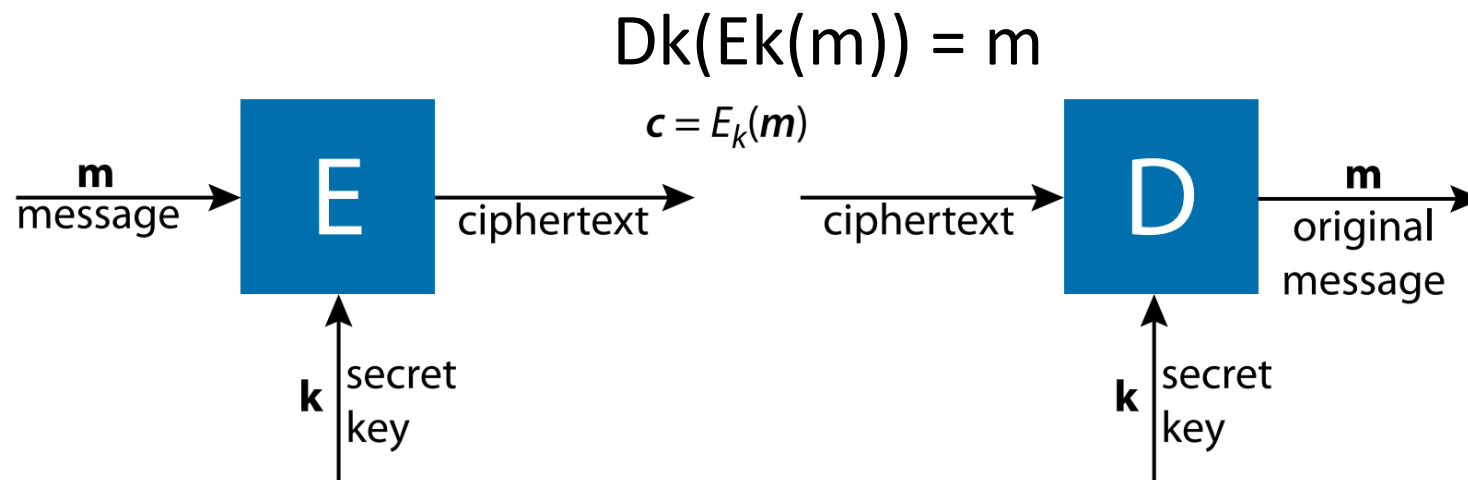 Dk(Ek(m)) = m
c = Ek(m)
m
message
E
ciphertext
k
secret
key
ciphertext
D
m
original
message
k
secret
key